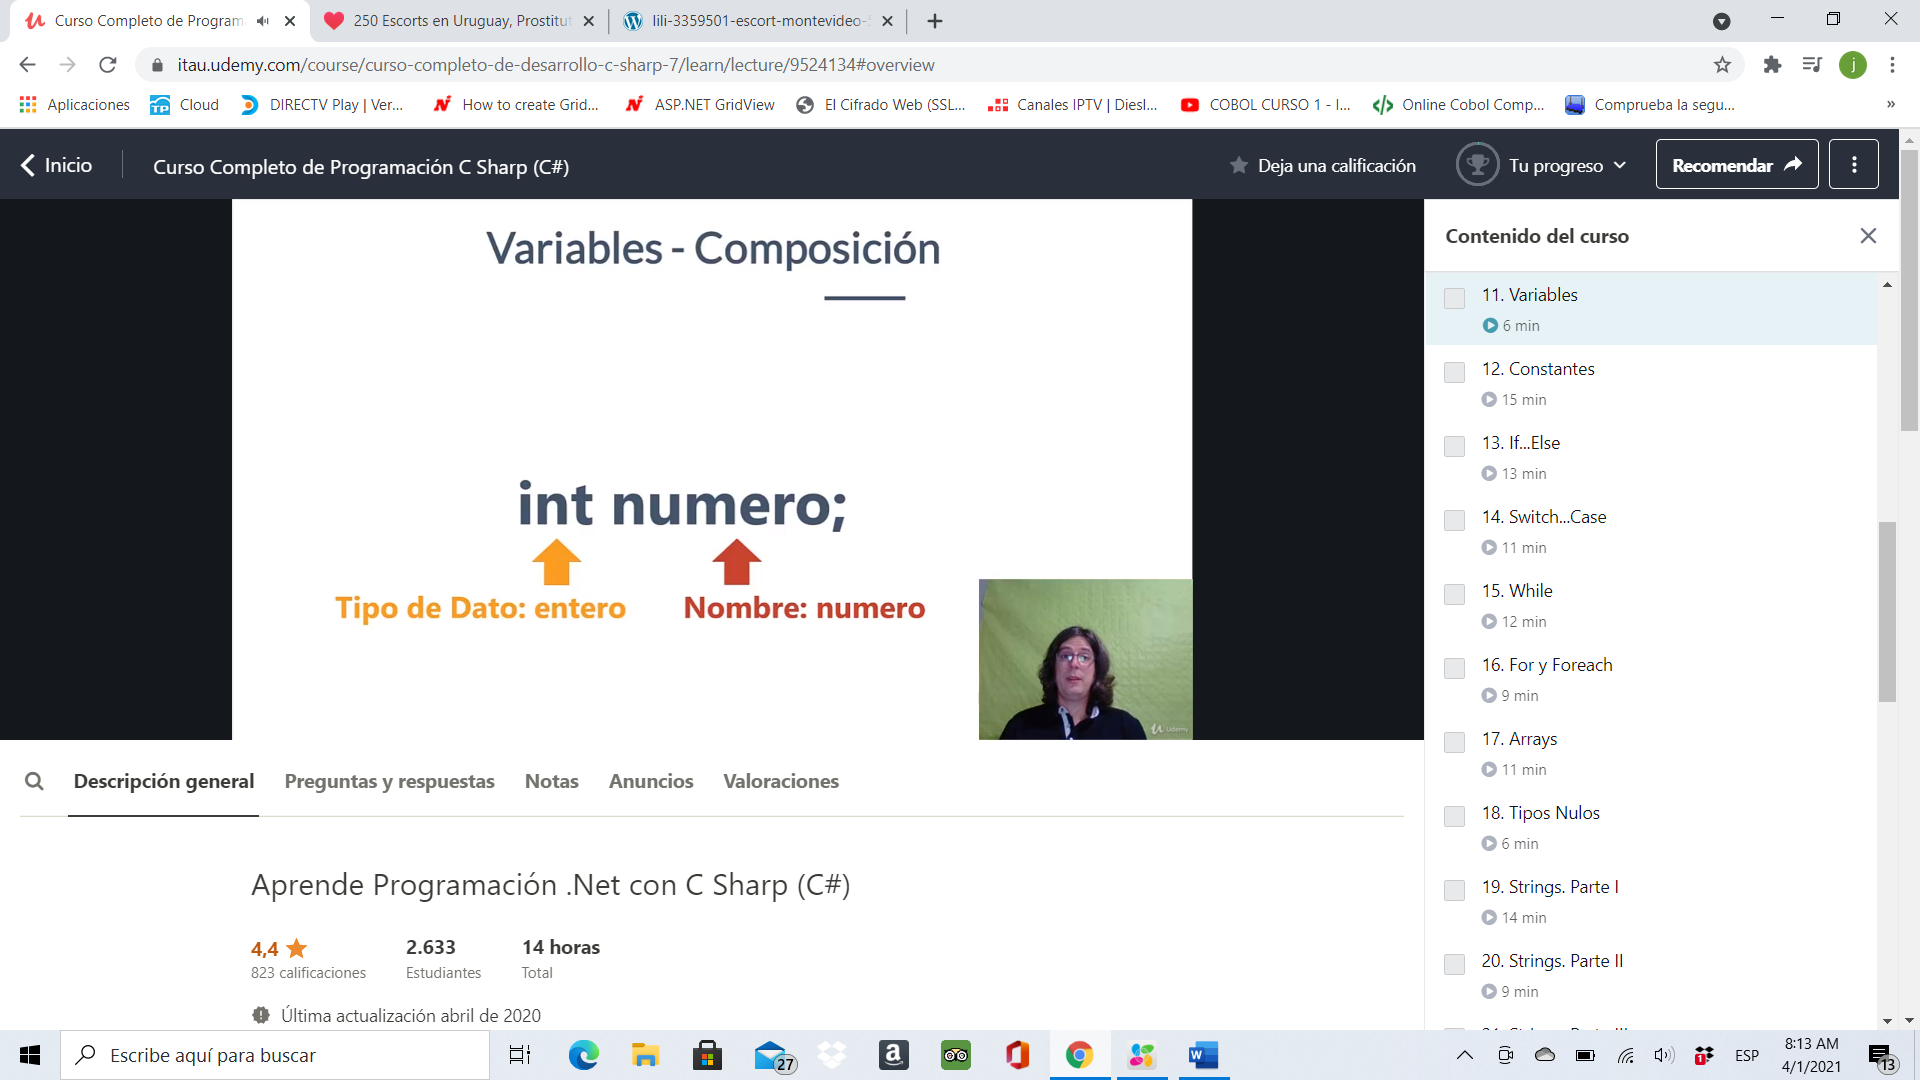 Curso Completo de Program
250 Escorts en Uruguay, Prostitut
lili-3359501-escort-montevideo-5
itau.udemy.com/course/curso-completo-de-desarrollo-c-sharp-7/learn/lecture/9524134#overview
j
Aplicaciones
Cloud
DIRECTV Play | Ver...
How to create Grid...
ASP.NET GridView
El Cifrado Web (SSL...
Canales IPTV | Diesl...
COBOL CURSO 1 - I...
Online Cobol Comp...
Comprueba la segu...
»
Inicio
Curso Completo de Programación C Sharp (C#)
Deja una calificación
Tu progreso
Recomendar
Variables - Composición
int numero;
Tipo de Dato: entero
Nombre: numero
Udemy
Contenido del curso
11. Variables
6 min
12. Constantes
15 min
13. If...Else
13 min
14. Switch...Case
11 min
15. While
12 min
16. For y Foreach
9 min
17. Arrays
11 min
18. Tipos Nulos
6 min
19. Strings. Parte I
14 min
20. Strings. Parte II
9 min
Descripción general
Preguntas y respuestas
Notas
Anuncios
Valoraciones
Aprende Programación .Net con C Sharp (C#)
4,4
823 calificaciones
2.633
Estudiantes
14 horas
Total
Última actualización abril de 2020
Escribe aquí para buscar
27
1
ESP
8:13 AM
4/1/2021
13